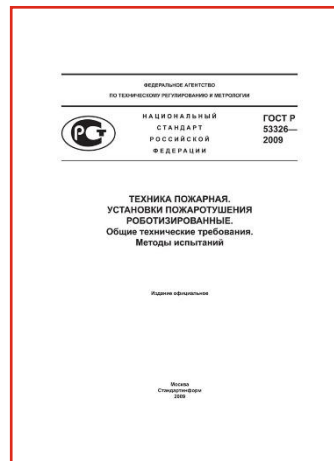 ФЕДЕРАЛЬНОЕ АГЕНТСТВО
ПО ТЕХНИЧЕСКОМУ РЕГУЛИРОВАНИЮ И МЕТРОЛОГИИ
НАЦИОНАЛЬНЫЙ
СТАНДАРТ
РОССИЙСКОЙ
ФЕДЕРАЦИИ
ГОСТ Р
53326—
2009
ТЕХНИКА ПОЖАРНАЯ.
УСТАНОВКИ ПОЖАРОТУШЕНИЯ
РОБОТИЗИРОВАННЫЕ.
Общие технические требования.
Методы испытаний
Издание официальное
Москва
Стандартинформ
2009